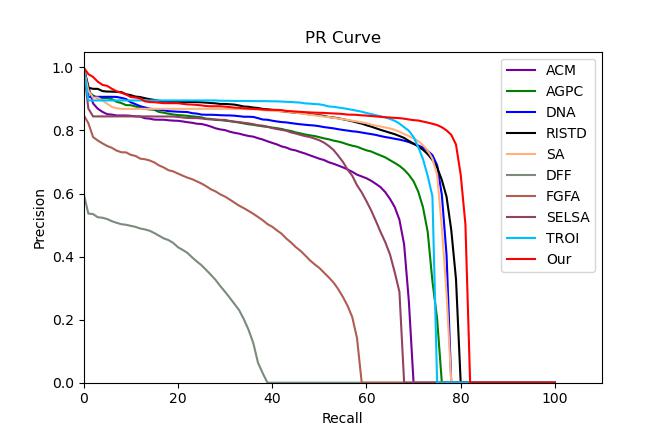 PR Curve
1.0
0.8
0.6
0.4
0.2
0.0
Precision
0 20 40 60 80 100
Recall
ACM
AGPC
DNA
RISTD
SA
DFF
FGFA
SELSA
TROI
Our